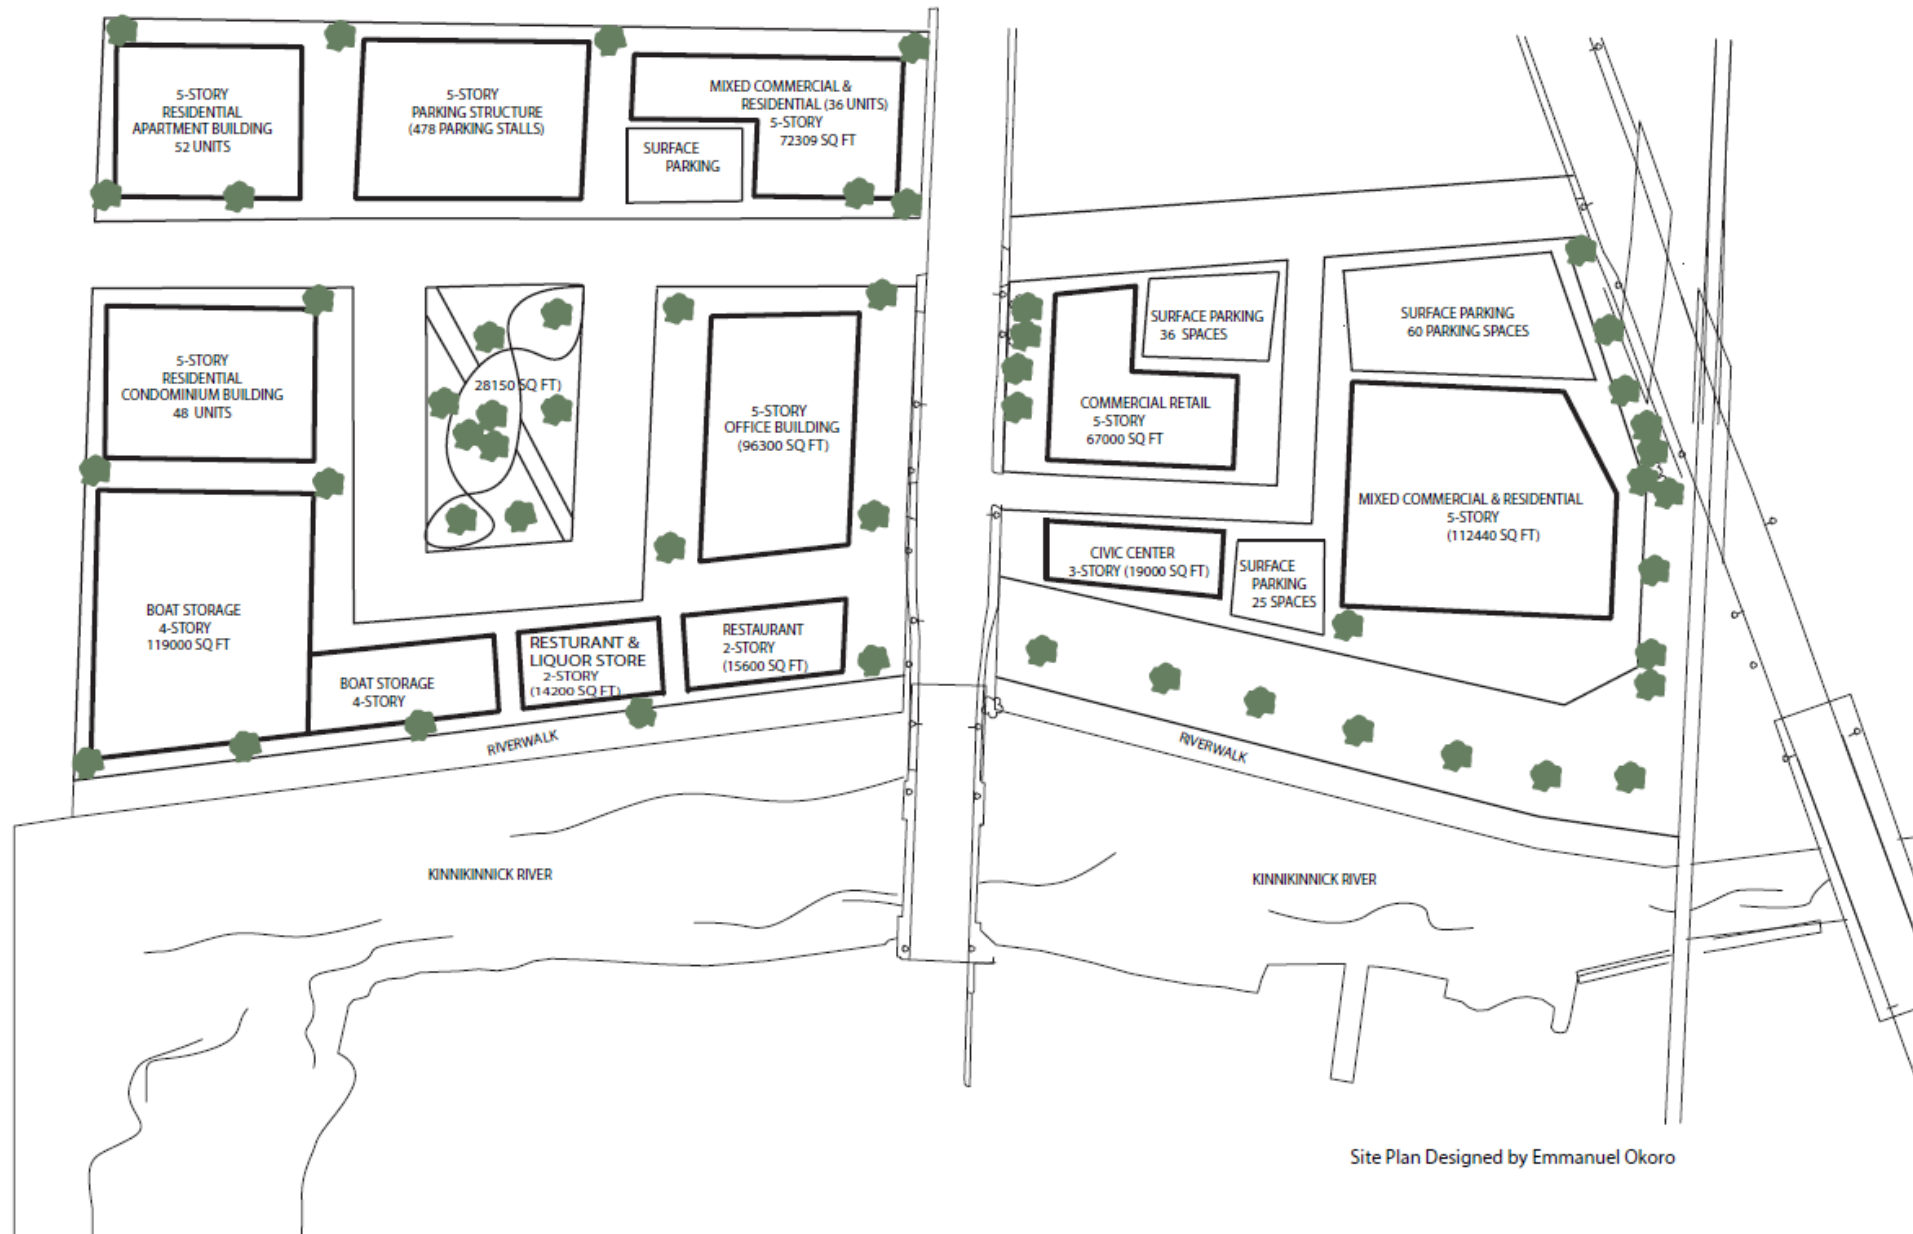 5-STORY
RESIDENTIAL
APARTMENT BUILDING
52 UNITS
5-STORY
PARKING STRUCTURE
(478 PARKING STALLS)
MIXED COMMERCIAL &
RESIDENTIAL (36 UNITS)
5-STORY
72309 SQ FT
SURFACE
PARKING
5-STORY
RESIDENTIAL
CONDOMINIUM BUILDING
48 UNITS
28150 SQ FT)
5-STORY
OFFICE BUILDING
(96300 SQ FT)
SURFACE PARKING
36 SPACES
SURFACE PARKING
60 PARKING SPACES
COMMERCIAL RETAIL
5-STORY
67000 SQ FT
MIXED COMMERCIAL & RESIDENTIAL
5-STORY
(112440 SQ FT)
CIVIC CENTER
3-STORY (19000 SQ FT)
SURFACE
PARKING
25 SPACES
BOAT STORAGE
4-STORY
119000 SQ FT
BOAT STORAGE
4-STORY
RESTURANT &
LIQUOR STORE
2-STORY
(14200 SQ FT)
RESTAURANT
2-STORY
(15600 SQ FT)
RIVERWALK
RIVERWALK
KINNIKINNICK RIVER
KINNIKINNICK RIVER
Site Plan Designed by Emmanuel Okoro